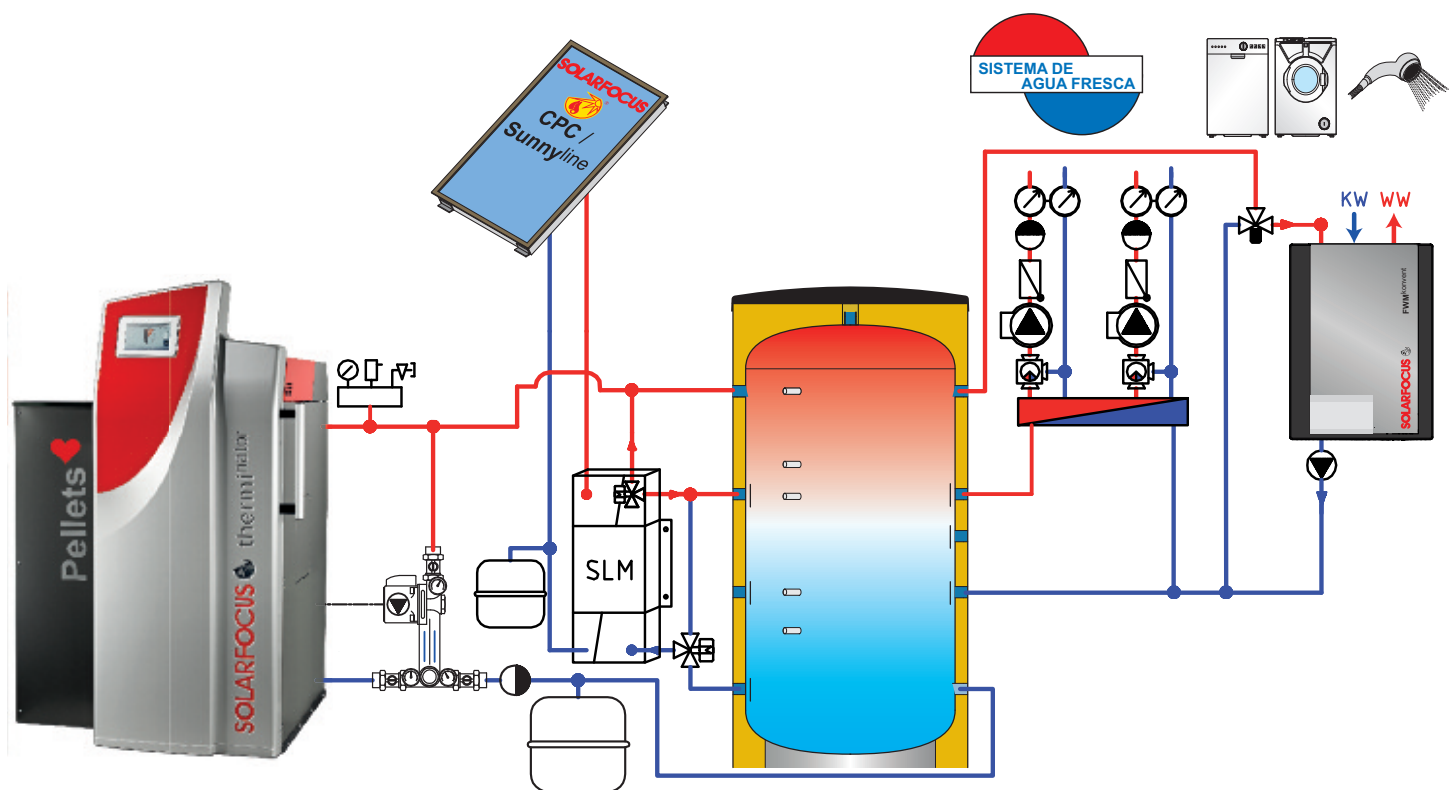 SOLARFOCUS
CPC /
Sunnyline
SISTEMA DE
AGUA FRESCA
KW WW
FWMkonvent
SOLARFOCUS
Pellets
SOLARFOCUS therminator
SLM